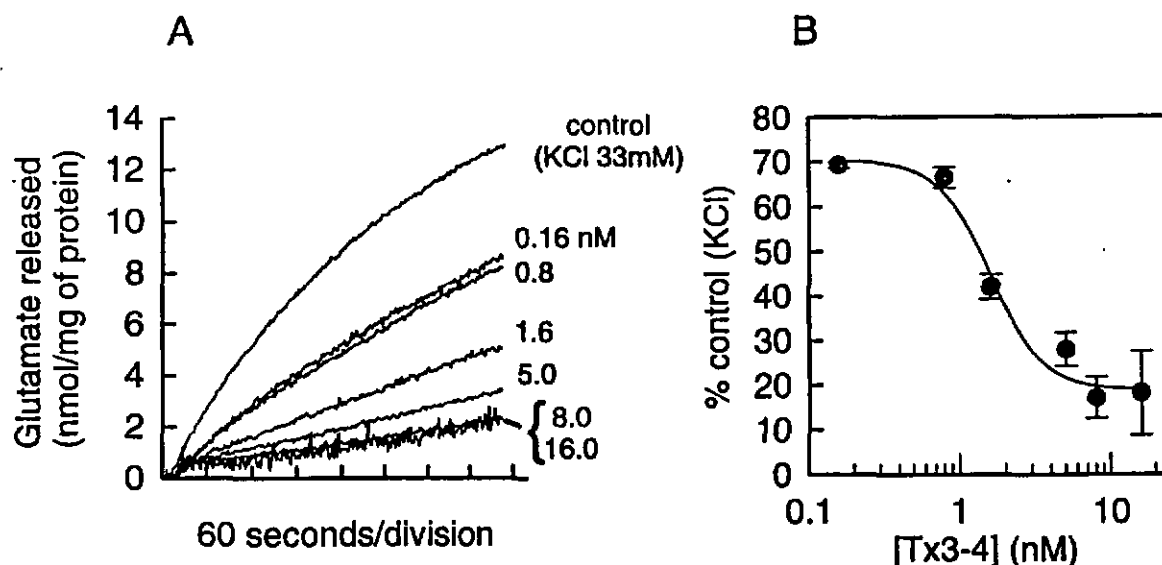 A
Glutamate released
(nmol/mg of protein)
14
12
10
8
6
4
2
0
control
(KCl 33mM)
0.16 nM
0.8
1.6
5.0
8.0
16.0
60 seconds/division
B
% control (KCl)
80
70
60
50
40
30
20
10
0
0.1
1
10
[Tx3-4] (nM)